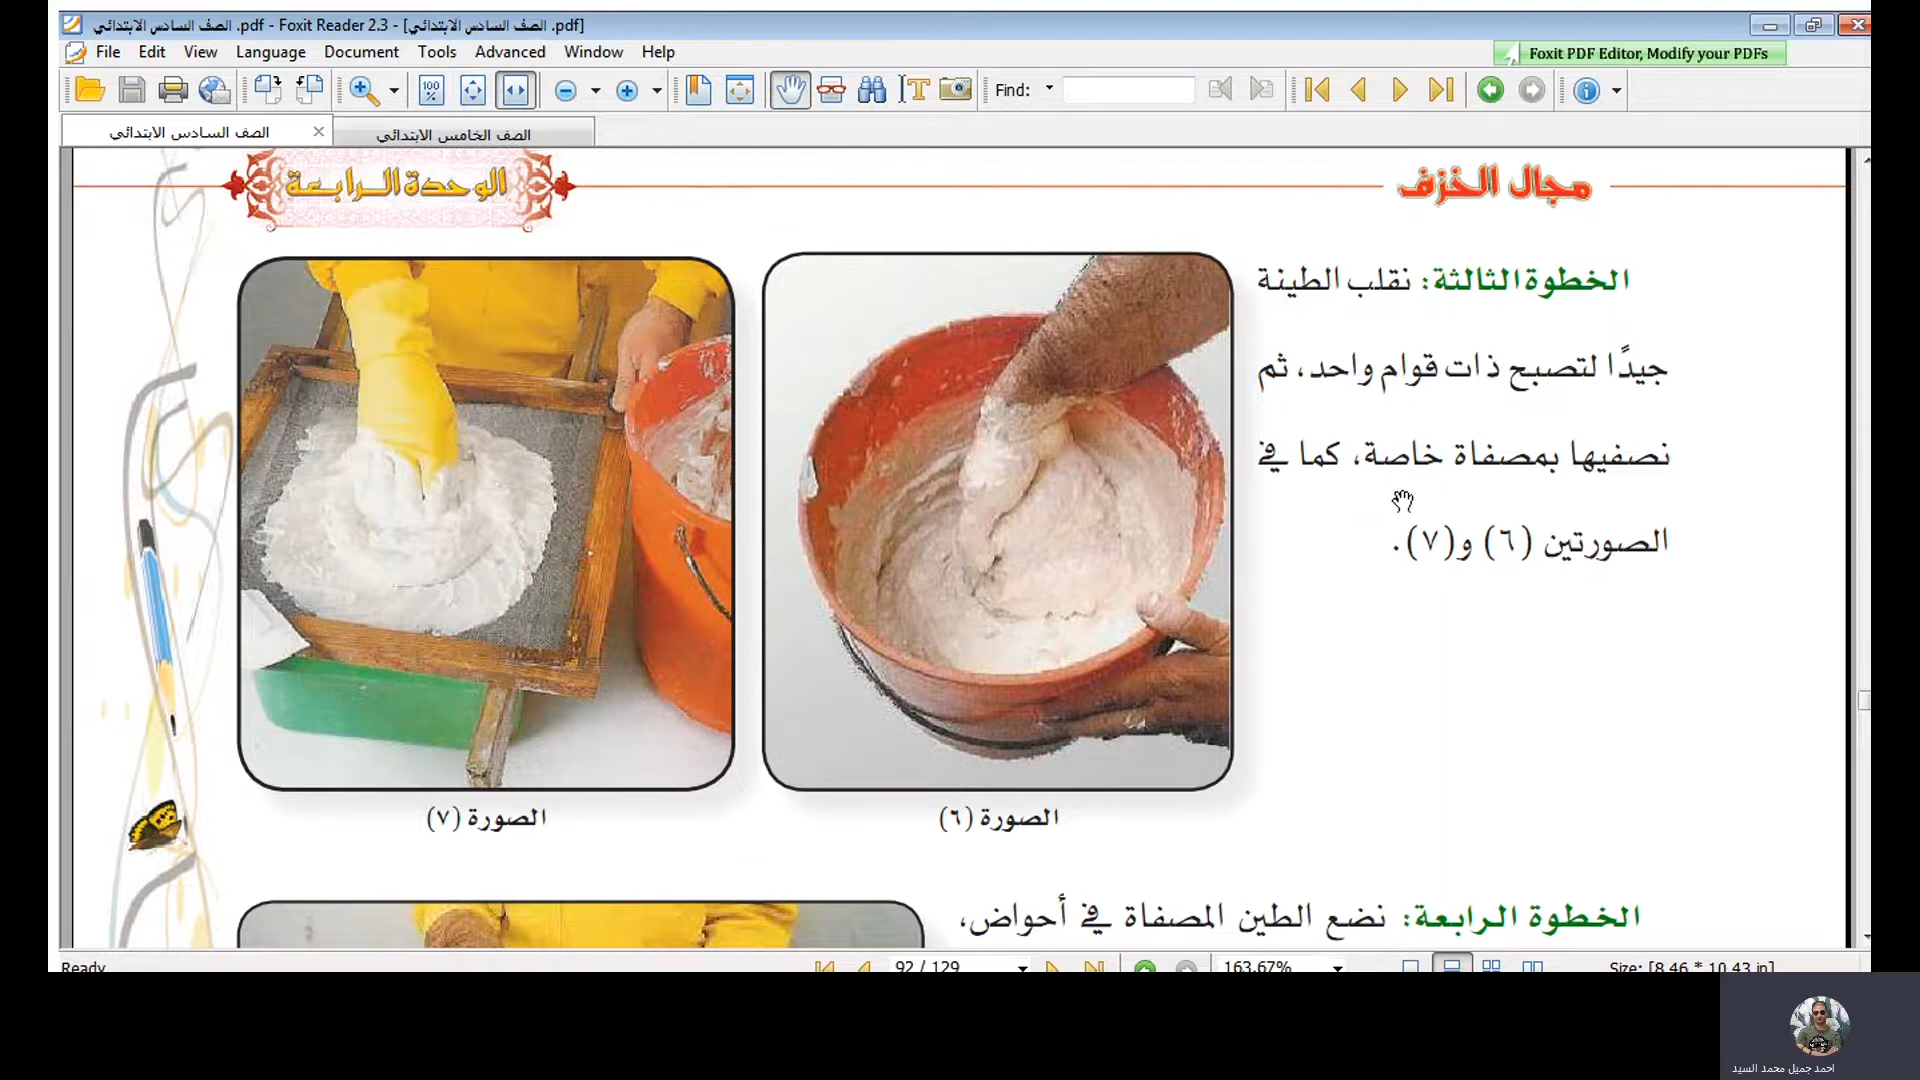 الصف السادس الابتدائي .pdf - Foxit Reader 2.3 - [الصف السادس الابتدائي .pdf]
File Edit View Language Document Tools Advanced Window Help
Foxit PDF Editor, Modify your PDFs
Find:
الصف السادس الابتدائي
الصف الخامس الابتدائي
مجال الخزف
الوحدة الرابعة
الخطوة الثالثة: نقلب الطينة
جيدًا لتصبح ذات قوام واحد، ثم
نصفيها بمصفاة خاصة، كما في
الصورتين (٦) و(٧).
الصورة (٦)
الصورة (٧)
الخطوة الرابعة: نضع الطين المصفاة في أحواض،
Ready
92 / 129
163.67%
Size: [8.46 * 10.43 in]
احمد جميل محمد السيد